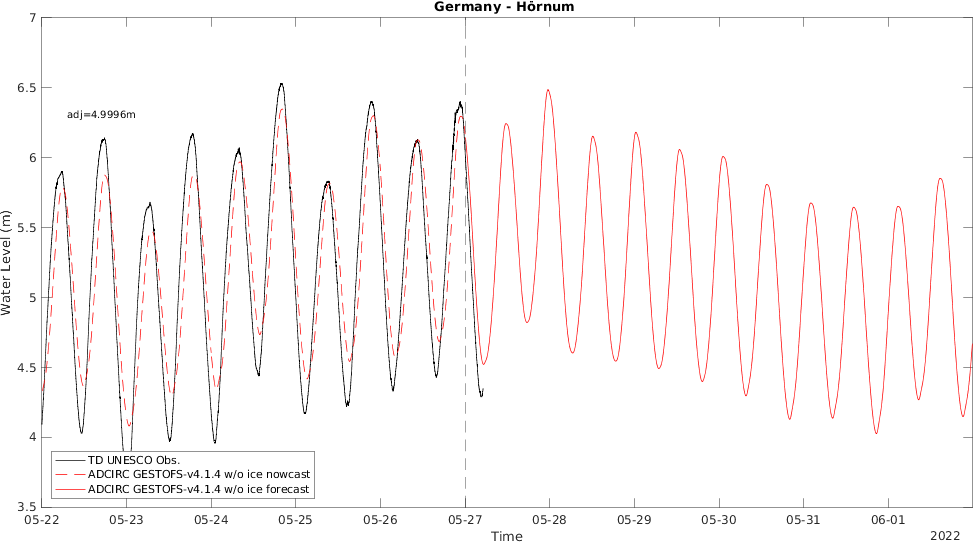 Germany - Hörnum
7
6.5
adj=4.9996m
6
5.5
5
4.5
4
3.5
Water Level (m)
TD UNESCO Obs.
ADCIRC GESTOFS-v4.1.4 w/o ice nowcast
ADCIRC GESTOFS-v4.1.4 w/o ice forecast
05-22 05-23 05-24 05-25 05-26 05-27 05-28 05-29 05-30 05-31 06-01
Time
2022